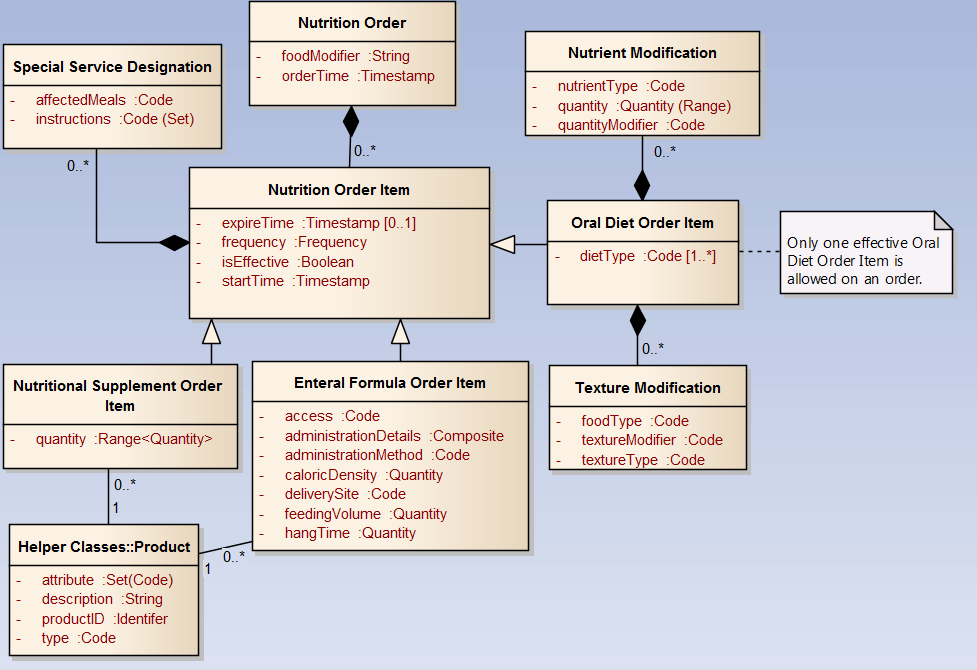 Nutrition Order
- foodModifier :String
- orderTime :Timestamp
Special Service Designation
- affectedMeals :Code
- instructions :Code (Set)
Nutrient Modification
- nutrientType :Code
- quantity :Quantity (Range)
- quantityModifier :Code
0..*
0..*
0..*
Nutrition Order Item
- expireTime :Timestamp [0..1]
- frequency :Frequency
- isEffective :Boolean
- startTime :Timestamp
Oral Diet Order Item
- dietType :Code [1..*]
Only one effective Oral
Diet Order Item is
allowed on an order.
0..*
Nutritional Supplement Order
Item
- quantity :Range<Quantity>
Enteral Formula Order Item
- access :Code
- administrationDetails :Composite
- administrationMethod :Code
- caloricDensity :Quantity
- deliverySite :Code
- feedingVolume :Quantity
- hangTime :Quantity
Texture Modification
- foodType :Code
- textureModifier :Code
- textureType :Code
0..*
1
Helper Classes::Product
- attribute :Set(Code)
- description :String
- productID :Identifer
- type :Code
0..*
1